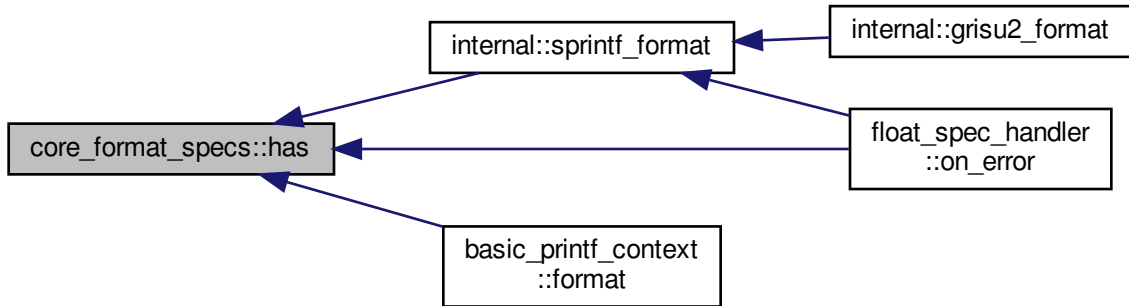 core_format_specs::has
internal::sprintf_format
internal::grisu2_format
float_spec_handler
::on_error
basic_printf_context
::format